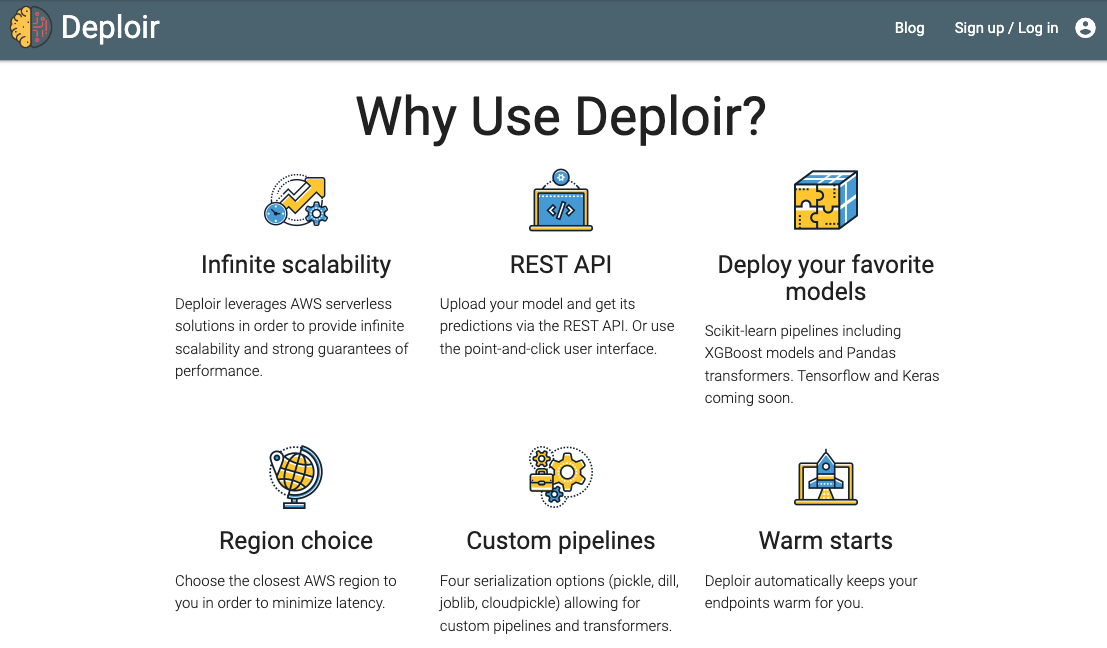 Deploir
Blog
Sign up / Log in
Why Use Deploir?
Infinite scalability
Deploir leverages AWS serverless
solutions in order to provide infinite
scalability and strong guarantees of
performance.
REST API
Upload your model and get its
predictions via the REST API. Or use
the point-and-click user interface.
Deploy your favorite
models
Scikit-learn pipelines including
XGBoost models and Pandas
transformers. Tensorflow and Keras
coming soon.
Region choice
Choose the closest AWS region to
you in order to minimize latency.
Custom pipelines
Four serialization options (pickle, dill,
joblib, cloudpickle) allowing for
custom pipelines and transformers.
Warm starts
Deploir automatically keeps your
endpoints warm for you.